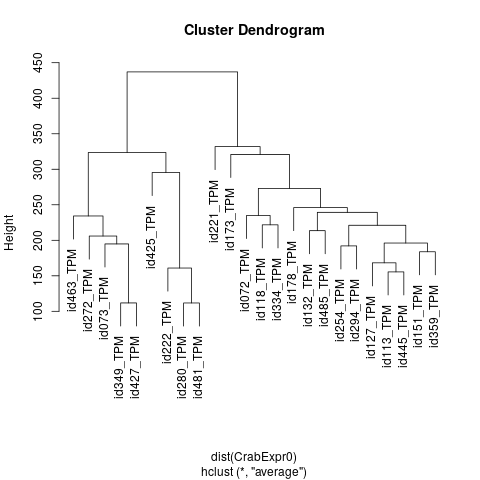 Cluster Dendrogram
Height
450
400
350
300
250
200
150
100
id463_TPM
id272_TPM
id073_TPM
id349_TPM
id427_TPM
id425_TPM
id222_TPM
id280_TPM
id481_TPM
id221_TPM
id173_TPM
id072_TPM
id118_TPM
id334_TPM
id178_TPM
id132_TPM
id485_TPM
id254_TPM
id294_TPM
id127_TPM
id113_TPM
id445_TPM
id151_TPM
id359_TPM
dist(CrabExpr0)
hclust (*, "average")